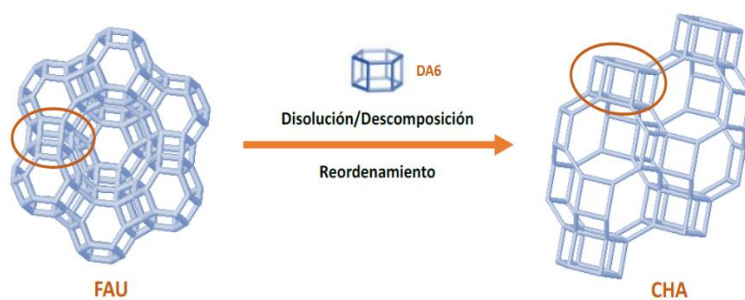 DA6
Disolución/Descomposición
Reordenamiento
FAU
CHA